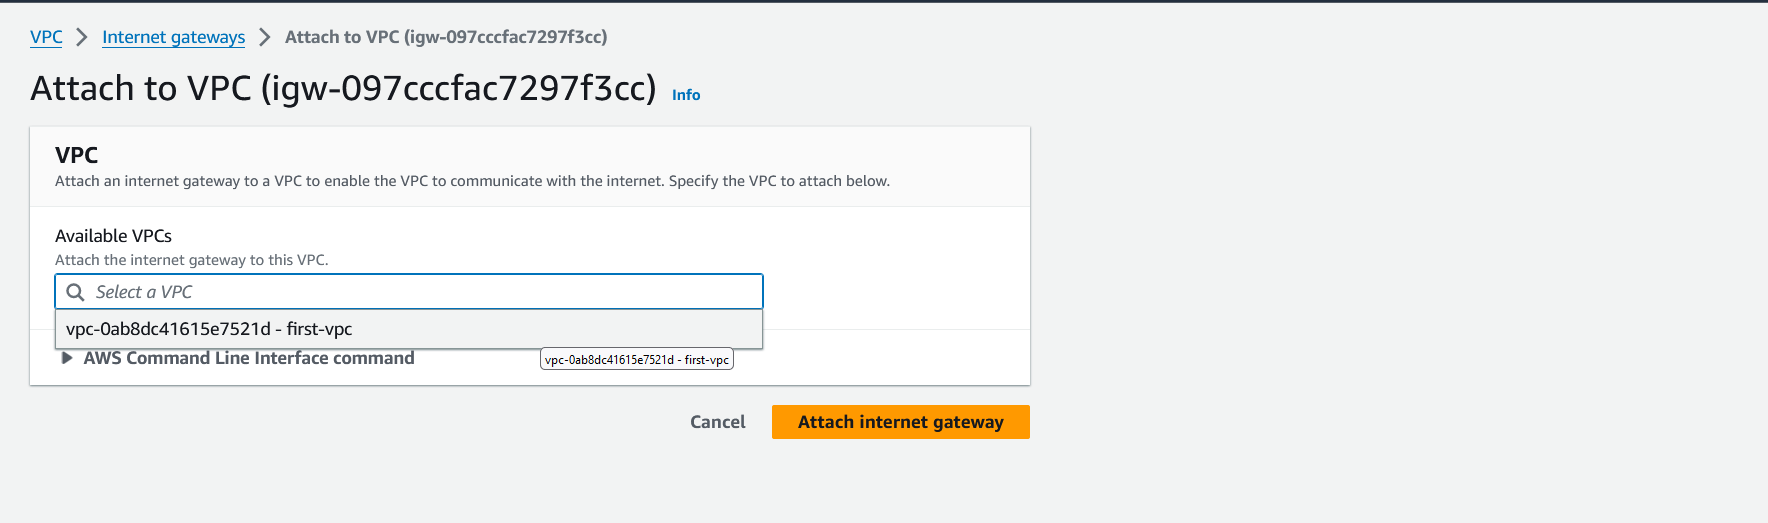 VPC > Internet gateways > Attach to VPC (igw-097cccfac7297f3cc)
Attach to VPC (igw-097cccfac7297f3cc) Info
VPC
Attach an internet gateway to a VPC to enable the VPC to communicate with the internet. Specify the VPC to attach below.
Available VPCs
Attach the internet gateway to this VPC.
Select a VPC
vpc-0ab8dc41615e7521d - first-vpc
AWS Command Line Interface command
vpc-0ab8dc41615e7521d - first-vpc
Cancel Attach internet gateway